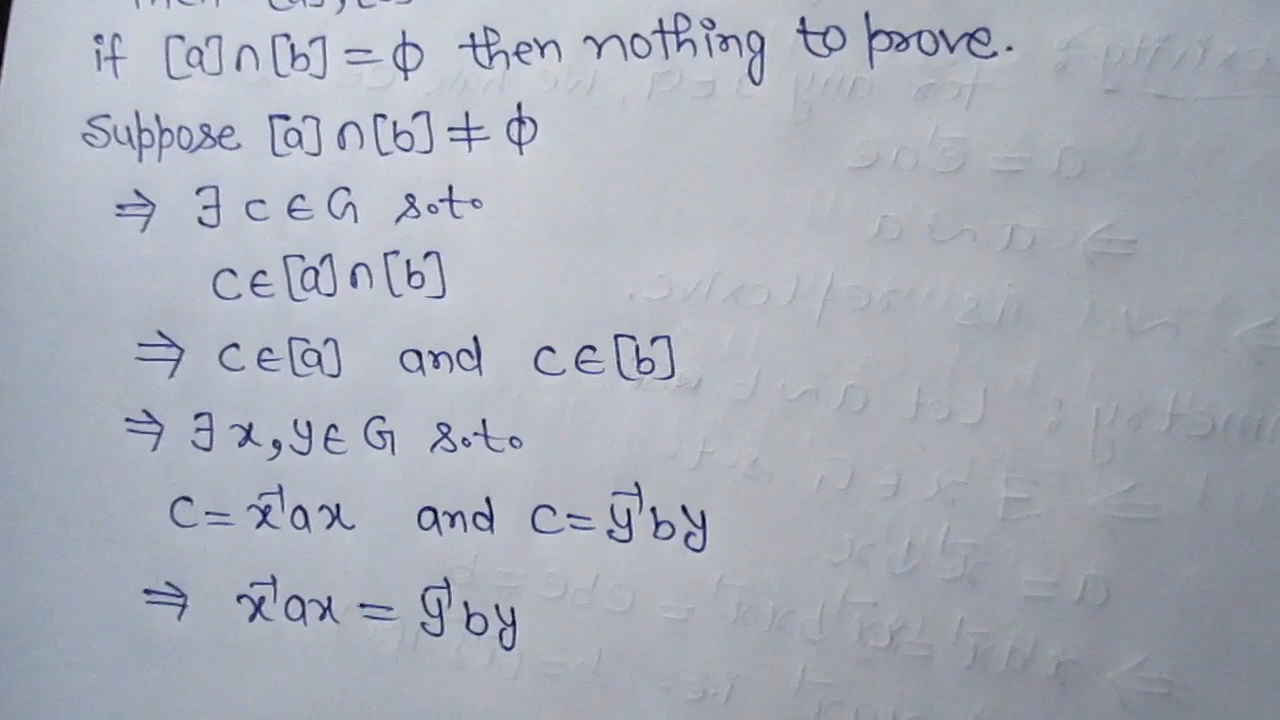 if [a]∩[b] = ϕ then nothing to prove.
Suppose [a]∩[b] ≠ ϕ
⇒ ∃ c ∈ G s.t.
c∈[a]∩[b]
⇒ c∈[a] and c∈[b]
⇒ ∃ x, y∈ G s.t.
c = x⁻¹ax and c = y⁻¹by
⇒ x⁻¹ax = y⁻¹by